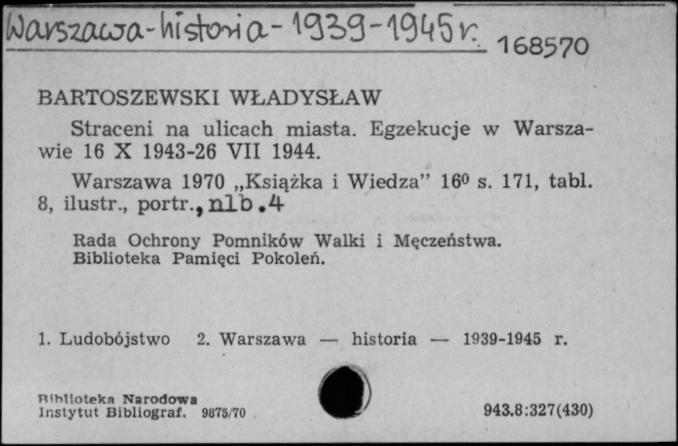 Warszawa-historia-1939-1945 r.
168570
BARTOSZEWSKI WŁADYSŁAW
Straceni na ulicach miasta. Egzekucje w Warsza-
wie 16 X 1943-26 VII 1944.
Warszawa 1970 „Książka i Wiedza” 16⁰ s. 171, tabl.
8, ilustr., portr., nlb.4
Rada Ochrony Pomników Walki i Męczeństwa.
Biblioteka Pamięci Pokoleń.
1. Ludobójstwo 2. Warszawa — historia — 1939-1945 r.
Biblioteka Narodowa
Instytut Bibliograf. 9875/70
943.8:327(430)